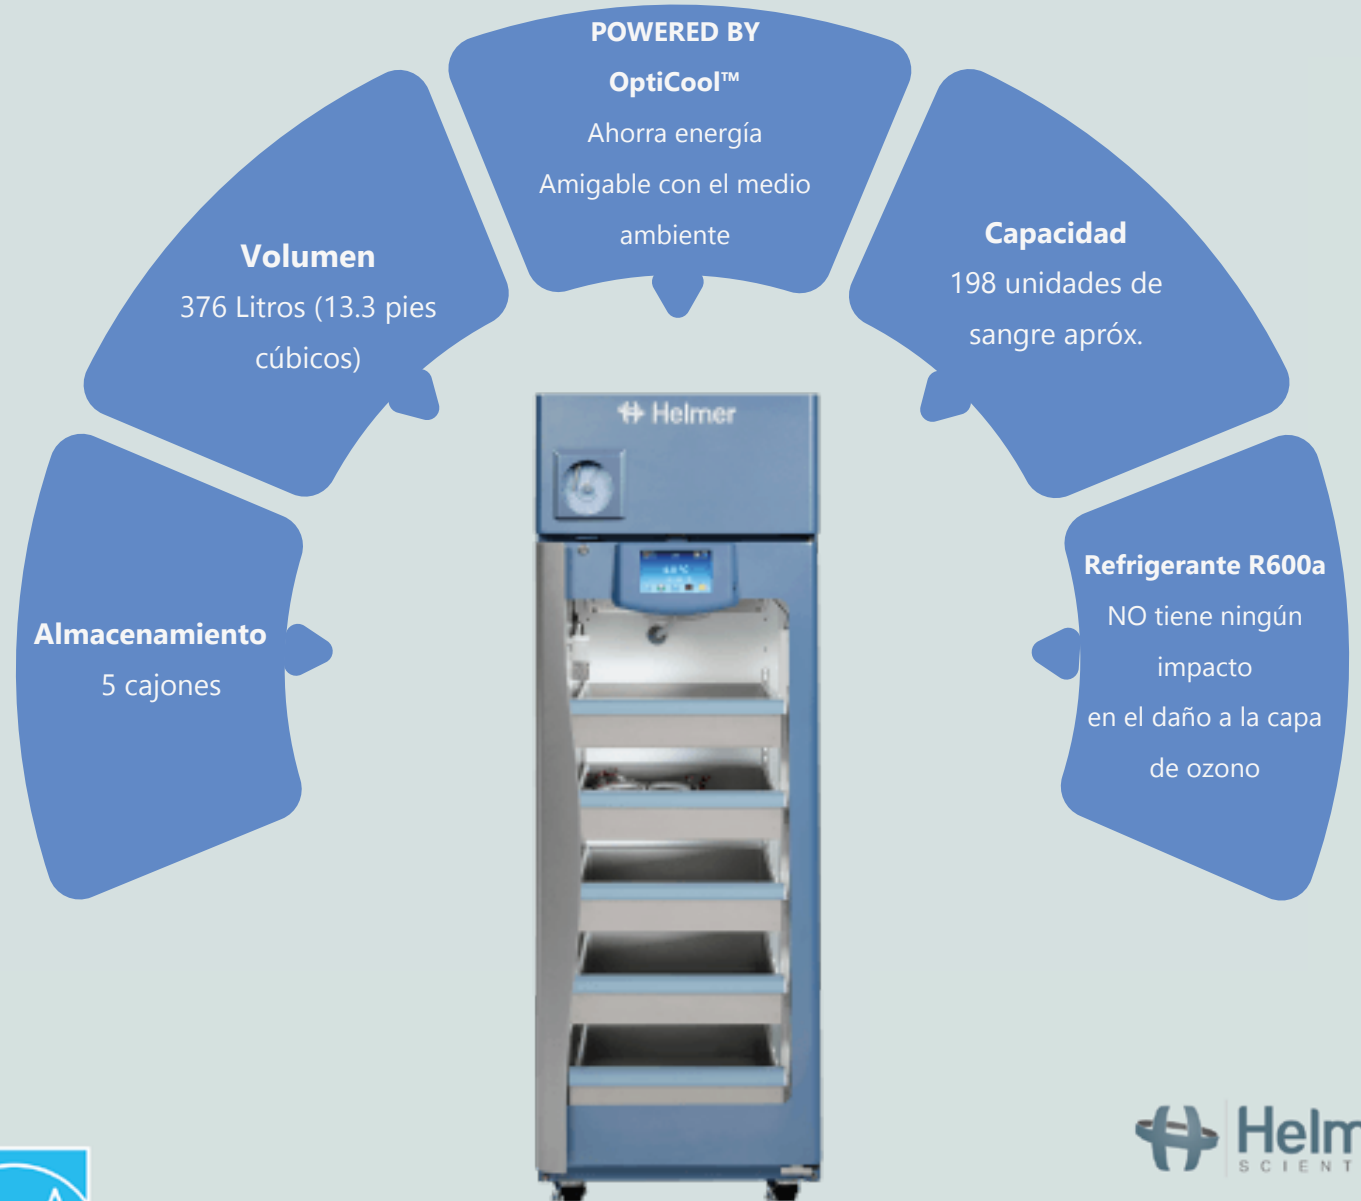 POWERED BY
OptiCool™
Ahorra energía
Amigable con el medio
ambiente
Volumen
376 Litros (13.3 pies
cúbicos)
Capacidad
198 unidades de
sangre apróx.
Almacenamiento
5 cajones
Refrigerante R600a
NO tiene ningún
impacto
en el daño a la capa
de ozono
Helmer
Helm
SCIENT